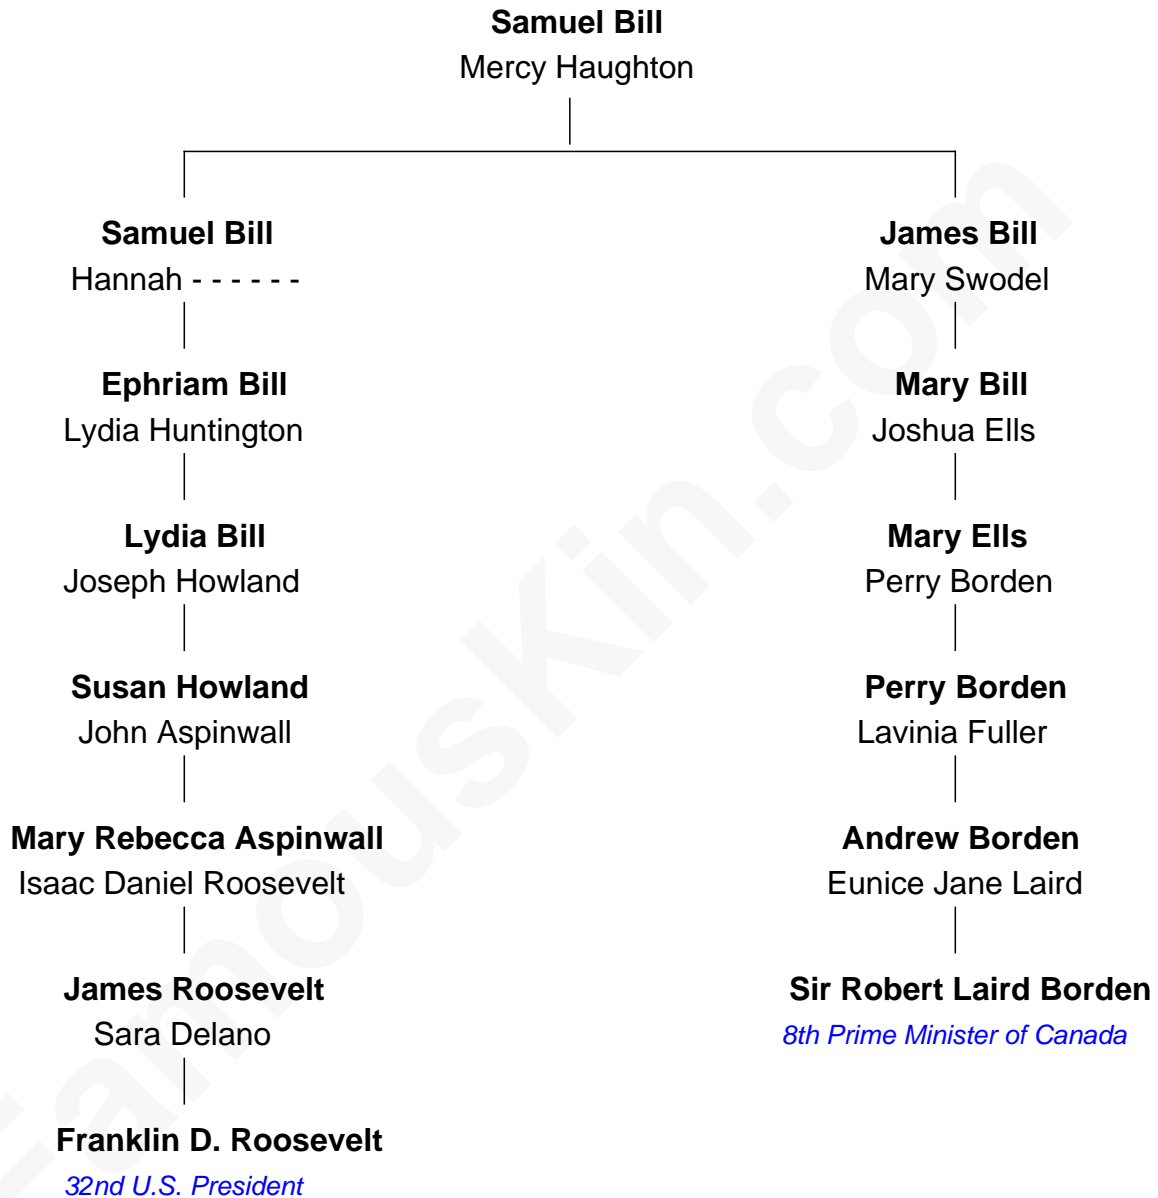 Samuel Bill
Mercy Haughton
Samuel Bill
Hannah - - - - - -
James Bill
Mary Swodel
Ephriam Bill
Lydia Huntington
Mary Bill
Joshua Ells
Lydia Bill
Joseph Howland
Mary Ells
Perry Borden
Susan Howland
John Aspinwall
Perry Borden
Lavinia Fuller
Mary Rebecca Aspinwall
Isaac Daniel Roosevelt
Andrew Borden
Eunice Jane Laird
James Roosevelt
Sara Delano
Sir Robert Laird Borden
8th Prime Minister of Canada
Franklin D. Roosevelt
32nd U.S. President
FamousKin.com